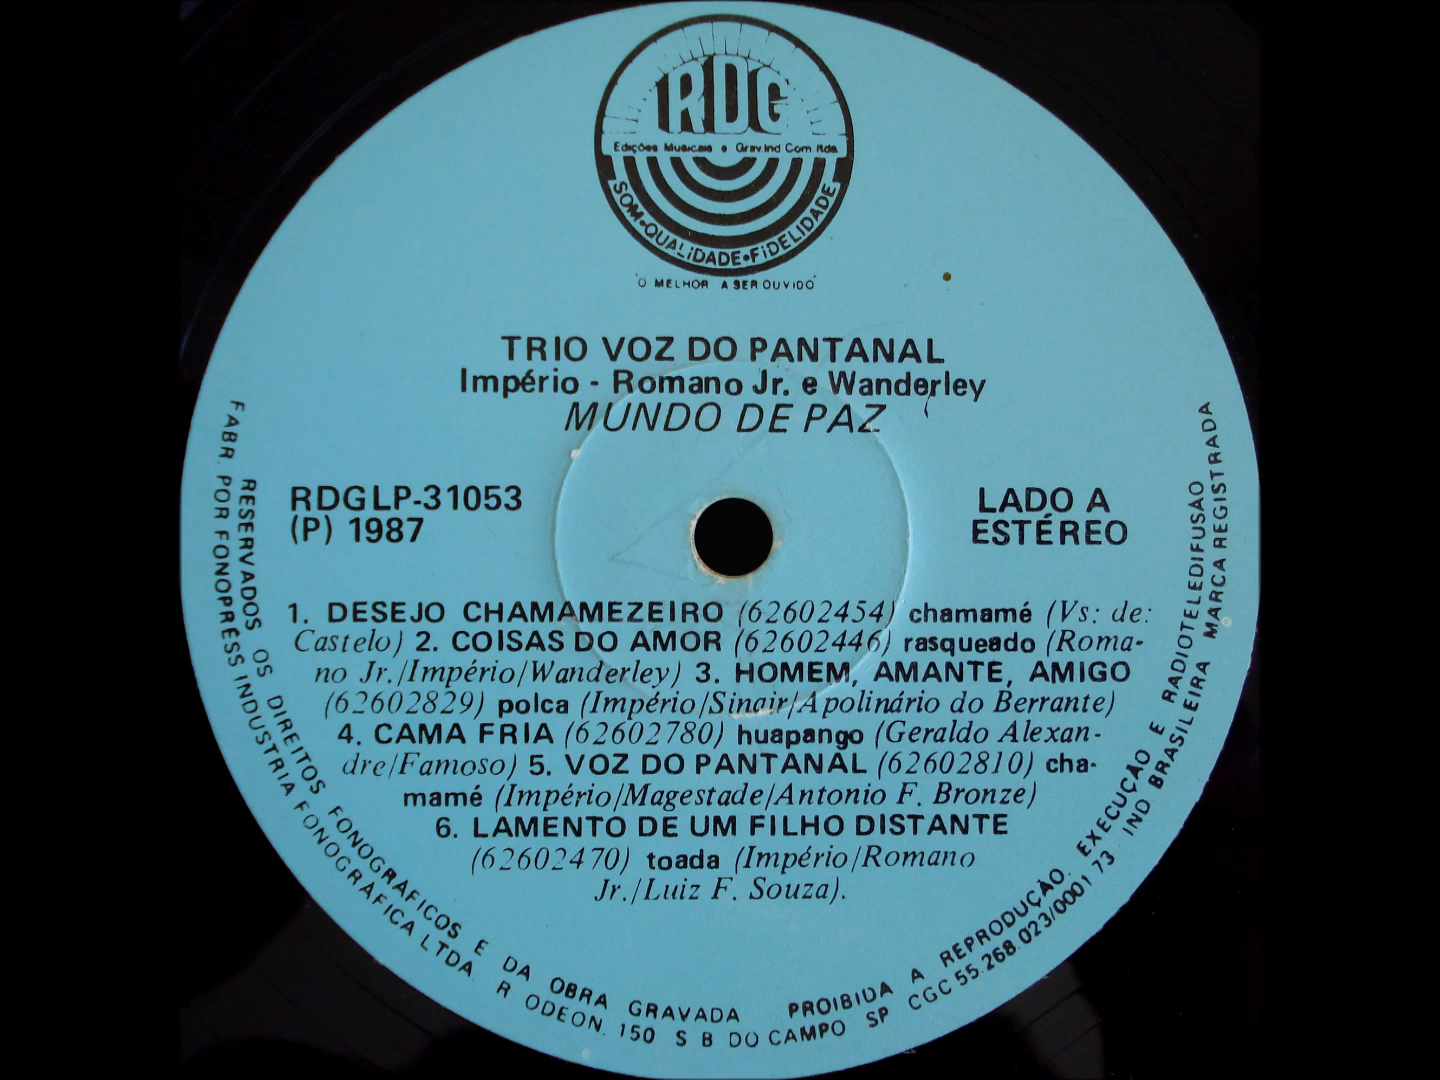 RDG
Edições Musicais • Grav.Ind Com ltda.
SOM•QUALIDADE•FIDELIDADE
"O MELHOR A SER OUVIDO"
TRIO VOZ DO PANTANAL
Império - Romano Jr. e Wanderley
MUNDO DE PAZ
RDGLP-31053
(P) 1987
LADO A
ESTÉREO
1. DESEJO CHAMAMEZEIRO (62602454) chamamé (Vs: de:
Castelo) 2. COISAS DO AMOR (62602446) rasqueado (Roma-
no Jr./Império/Wanderley) 3. HOMEM, AMANTE, AMIGO
(62602829) polca (Império/Sinair/Apolinário do Berrante)
4. CAMA FRIA (62602780) huapango (Geraldo Alexan-
dre/Famoso) 5. VOZ DO PANTANAL (62602810) cha-
mamé (Império/Magestade/Antonio F. Bronze)
6. LAMENTO DE UM FILHO DISTANTE
(62602470) toada (Império/Romano
Jr./Luiz F. Souza).
RESERVADOS OS DIREITOS FONOGRÁFICOS E DA OBRA GRAVADA PROIBIDA A REPRODUÇÃO, EXECUÇÃO E RADIOTELEDIFUSÃO
FABR. POR FONOPRESS INDUSTRIA FONOGRÁFICA LTDA R ODEON, 150 S B DO CAMPO SP CGC 55.268.023/0001 73 IND BRASILEIRA MARCA REGISTRADA